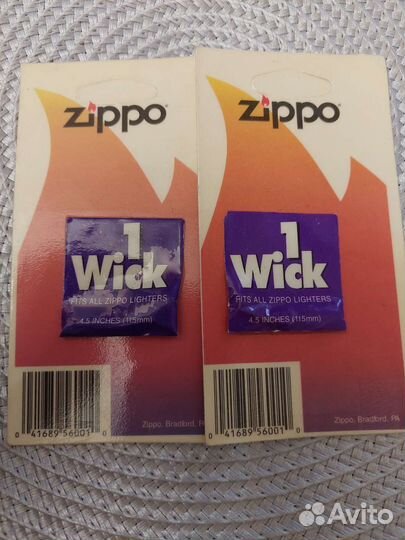 zippo
1
Wick
FITS ALL ZIPPO LIGHTERS
4.5 INCHES (115mm)
0 41689 56001 0
Zippo, Bradford,
zippo
1
Wick
FITS ALL ZIPPO LIGHTERS
4.5 INCHES (115mm)
0 41689 56001 0
Zippo, Bradford, PA
Avito